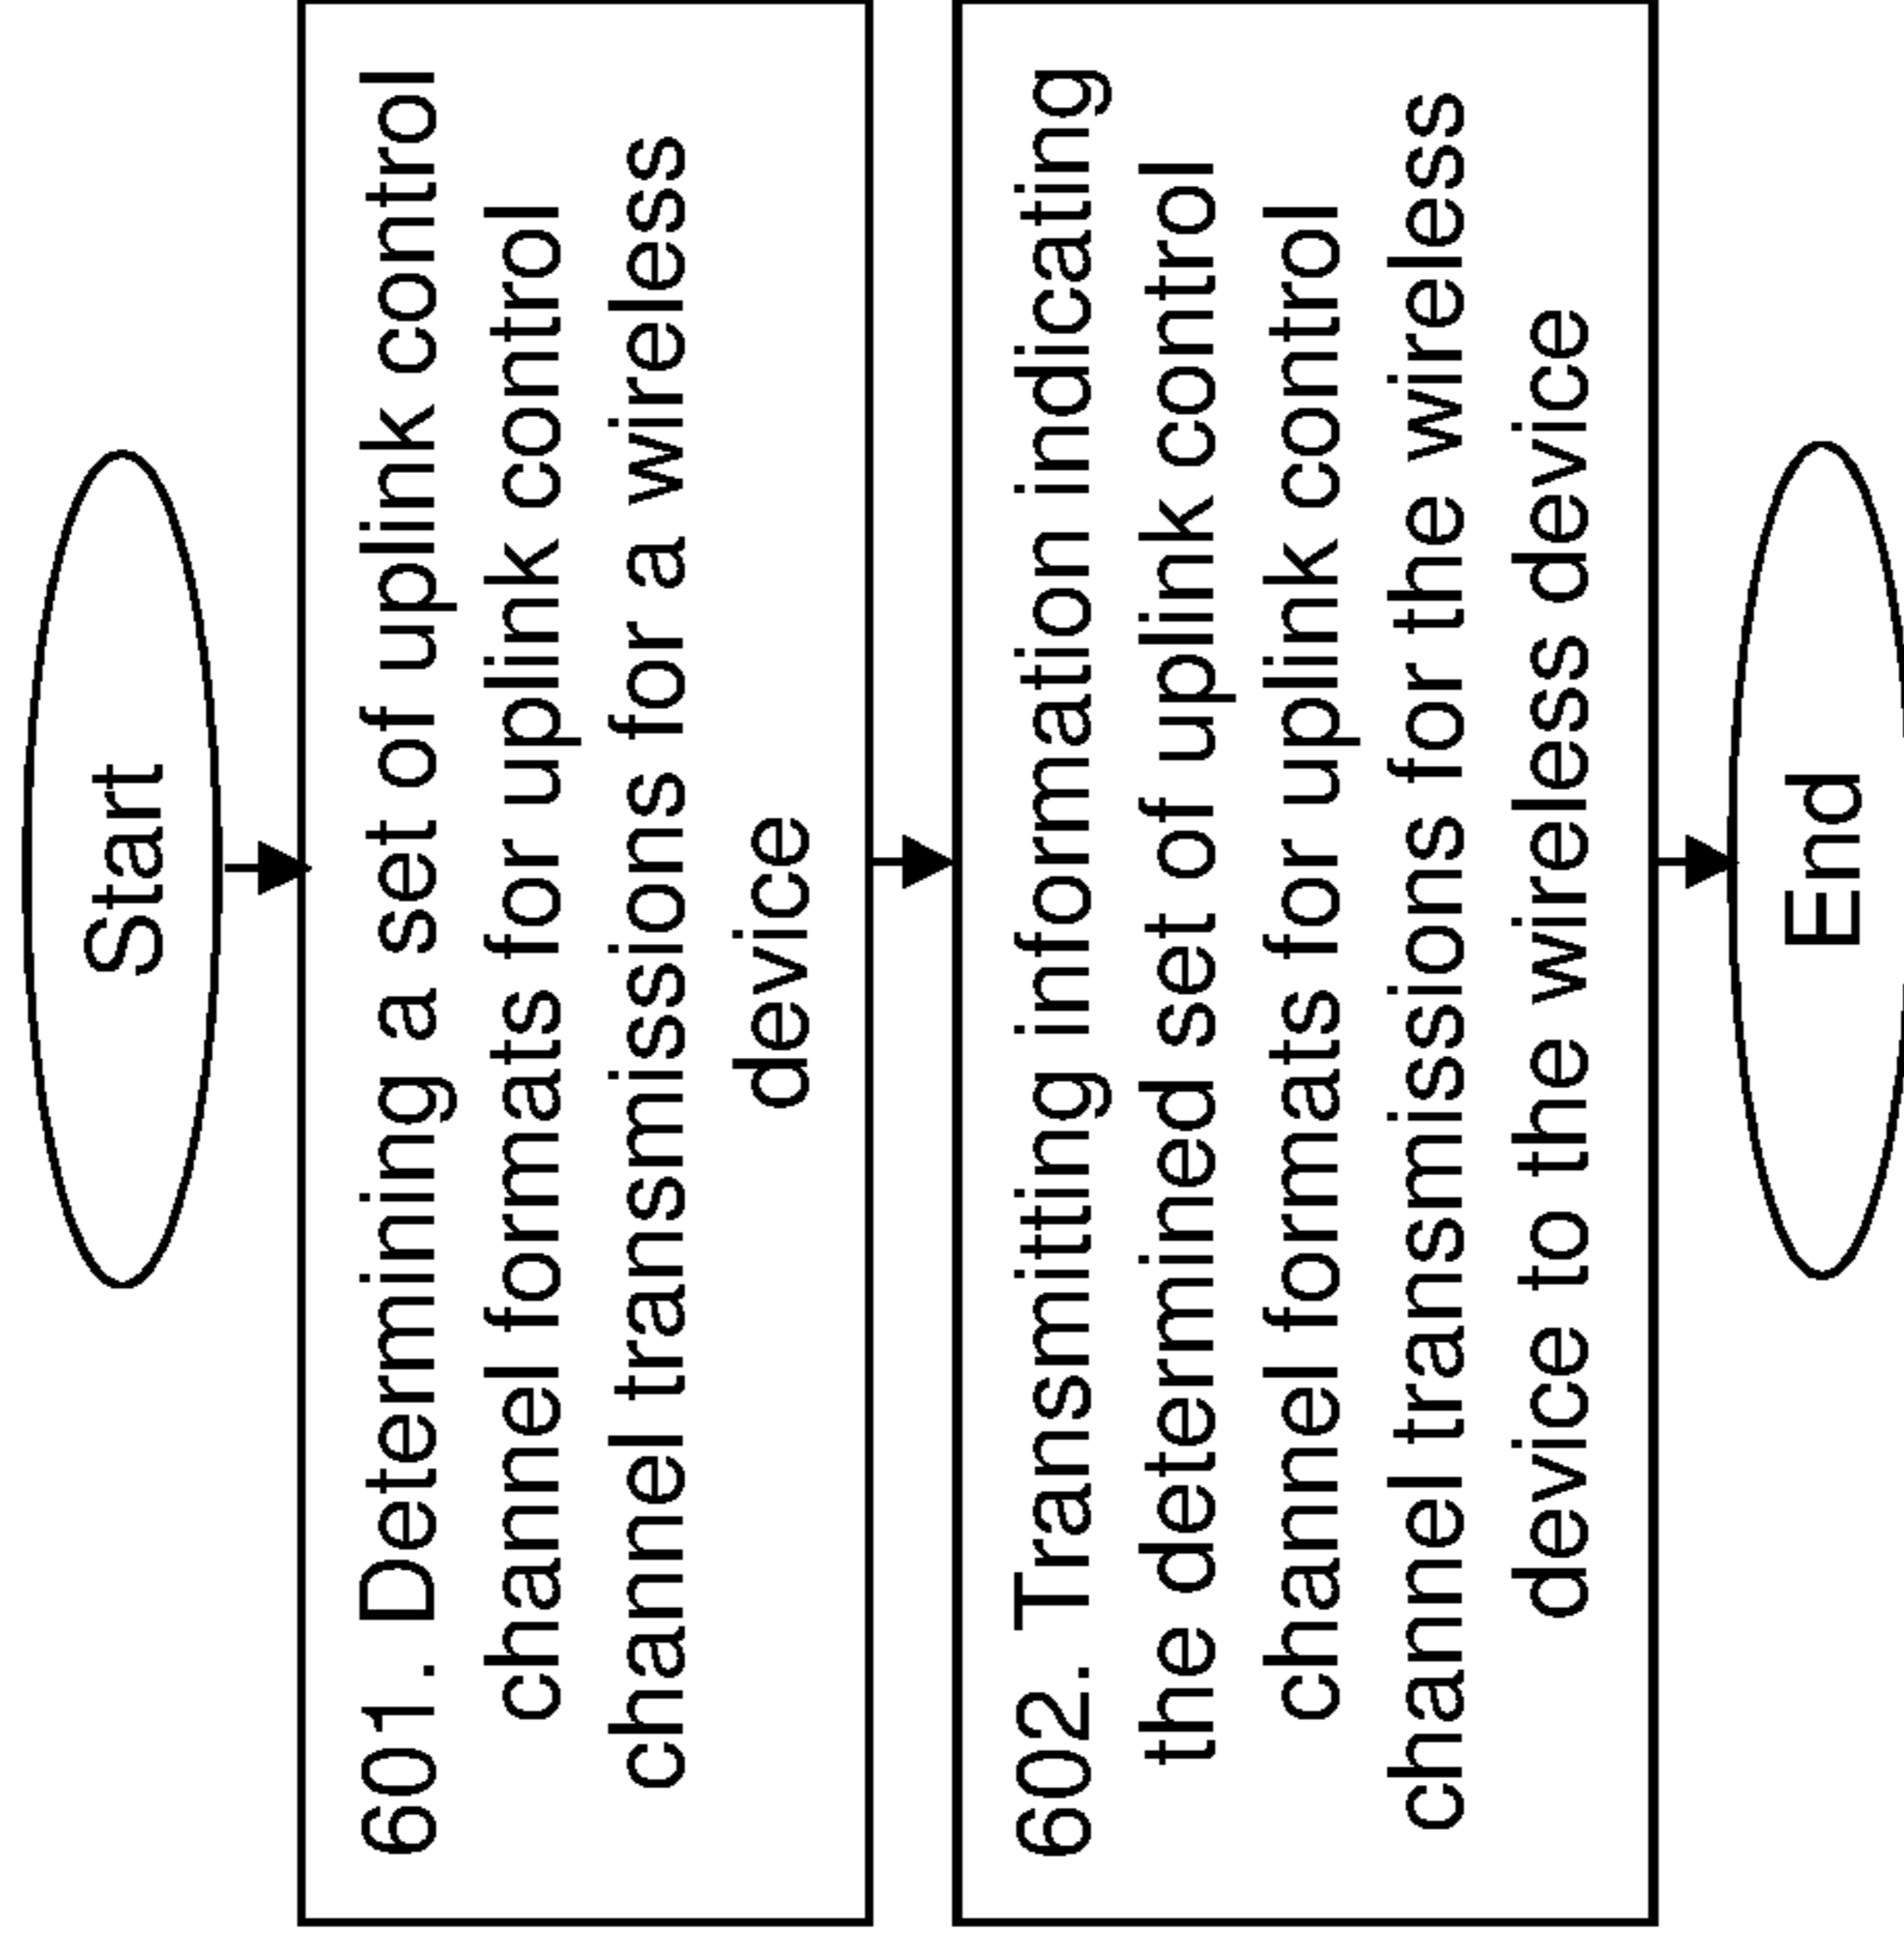 Start
601. Determining a set of uplink control
channel formats for uplink control
channel transmissions for a wireless
device
602. Transmitting information indicating
the determined set of uplink control
channel formats for uplink control
channel transmissions for the wireless
device to the wireless device
End